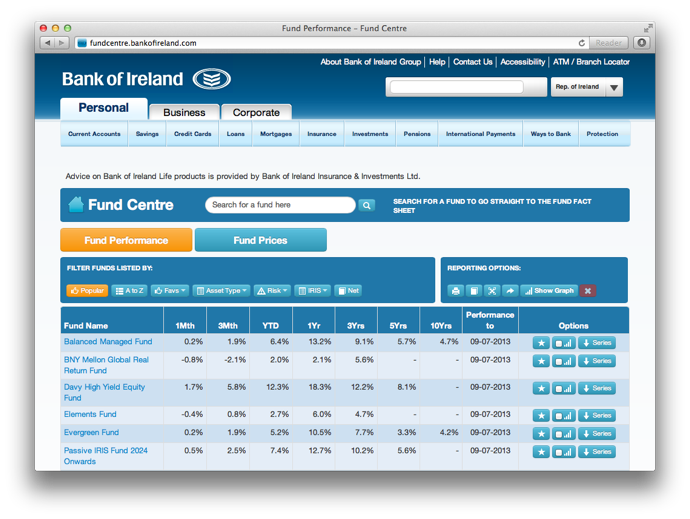 Fund Performance – Fund Centre
fundcentre.bankofireland.com
Reader
About Bank of Ireland Group | Help | Contact Us | Accessibility | ATM / Branch Locator
Bank of Ireland
Rep. of Ireland
Personal Business Corporate
Current Accounts Savings Credit Cards Loans Mortgages Insurance Investments Pensions International Payments Ways to Bank Protection
Advice on Bank of Ireland Life products is provided by Bank of Ireland Insurance & Investments Ltd.
Fund Centre
Search for a fund here
SEARCH FOR A FUND TO GO STRAIGHT TO THE FUND FACT
SHEET
Fund Performance Fund Prices
FILTER FUNDS LISTED BY: REPORTING OPTIONS:
Popular A to Z Favs Asset Type Risk IRIS Net Show Graph
Fund Name 1Mth 3Mth YTD 1Yr 3Yrs 5Yrs 10Yrs Performance to Options
Balanced Managed Fund 0.2% 1.9% 6.4% 13.2% 9.1% 5.7% 4.7% 09-07-2013 Series
BNY Mellon Global Real -0.8% -2.1% 2.0% 2.1% 5.6% - - 09-07-2013 Series
Return Fund
Davy High Yield Equity 1.7% 5.8% 12.3% 18.3% 12.2% 8.1% - 09-07-2013 Series
Fund
Elements Fund -0.4% 0.8% 2.7% 6.0% 4.7% - - 09-07-2013 Series
Evergreen Fund 0.2% 1.9% 5.2% 10.5% 7.7% 3.3% 4.2% 09-07-2013 Series
Passive IRIS Fund 2024 0.5% 2.5% 7.4% 12.7% 10.2% 5.6% - 09-07-2013 Series
Onwards